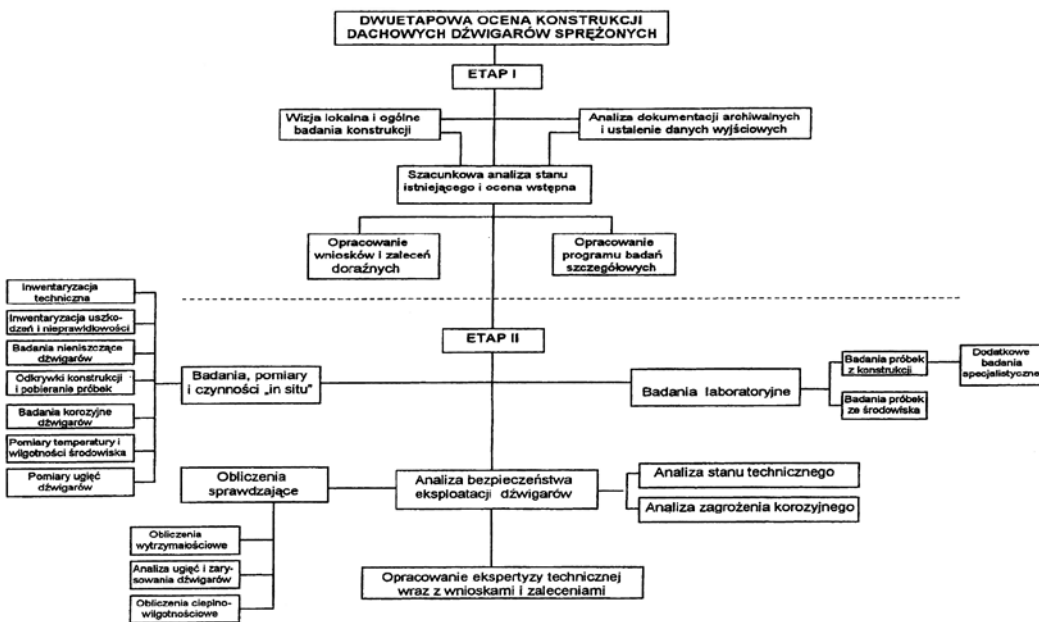 DWUETAPOWA OCENA KONSTRUKCJI
DACHOWYCH DŹWIGARÓW SPRĘŻONYCH
ETAP I
Wizja lokalna i ogólne
badania konstrukcji
Analiza dokumentacji archiwalnych
i ustalenie danych wyjściowych
Szacunkowa analiza stanu
istniejącego i ocena wstępna
Opracowanie
wniosków i zaleceń
doraźnych
Opracowanie
programu badań
szczegółowych
ETAP II
Inwentaryzacja
techniczna
Inwentaryzacja uszko-
dzeń i nieprawidłowości
Badania nieniszczące
dźwigarów
Odkrywki konstrukcji
i pobieranie próbek
Badania korozyjne
dźwigarów
Pomiary temperatury i
wilgotności środowiska
Pomiary ugięć
dźwigarów
Badania, pomiary
i czynności „in situ"
Badania laboratoryjne
Badania próbek
z konstrukcji
Badania próbek
ze środowiska
Dodatkowe
badania
specjalistyczne
Obliczenia
sprawdzające
Analiza bezpieczeństwa
eksploatacji dźwigarów
Analiza stanu technicznego
Analiza zagrożenia korozyjnego
Obliczenia
wytrzymałościowe
Analiza ugięć i zary-
sowania dźwigarów
Obliczenia cieplno-
wilgotnościowe
Opracowanie ekspertyzy technicznej
wraz z wnioskami i zaleceniami